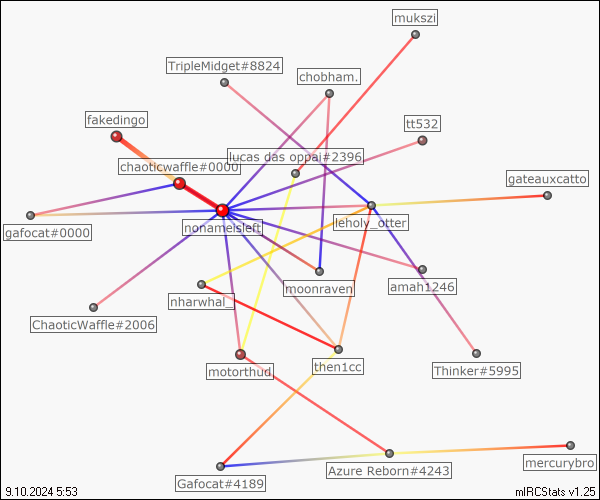 mukszi
TripleMidget#8824
chobham.
fakedingo
tt532
lucas das oppai#2396
chaoticwaffle#0000
gateauxcatto
nonameisleft
leholy_otter
gafocat#0000
moonraven
amah1246
nharwhal_
ChaoticWaffle#2006
then1cc
motorthud
Thinker#5995
mercurybro
Azure Reborn#4243
Gafocat#4189
9.10.2024 5:53
mIRCStats v1.25